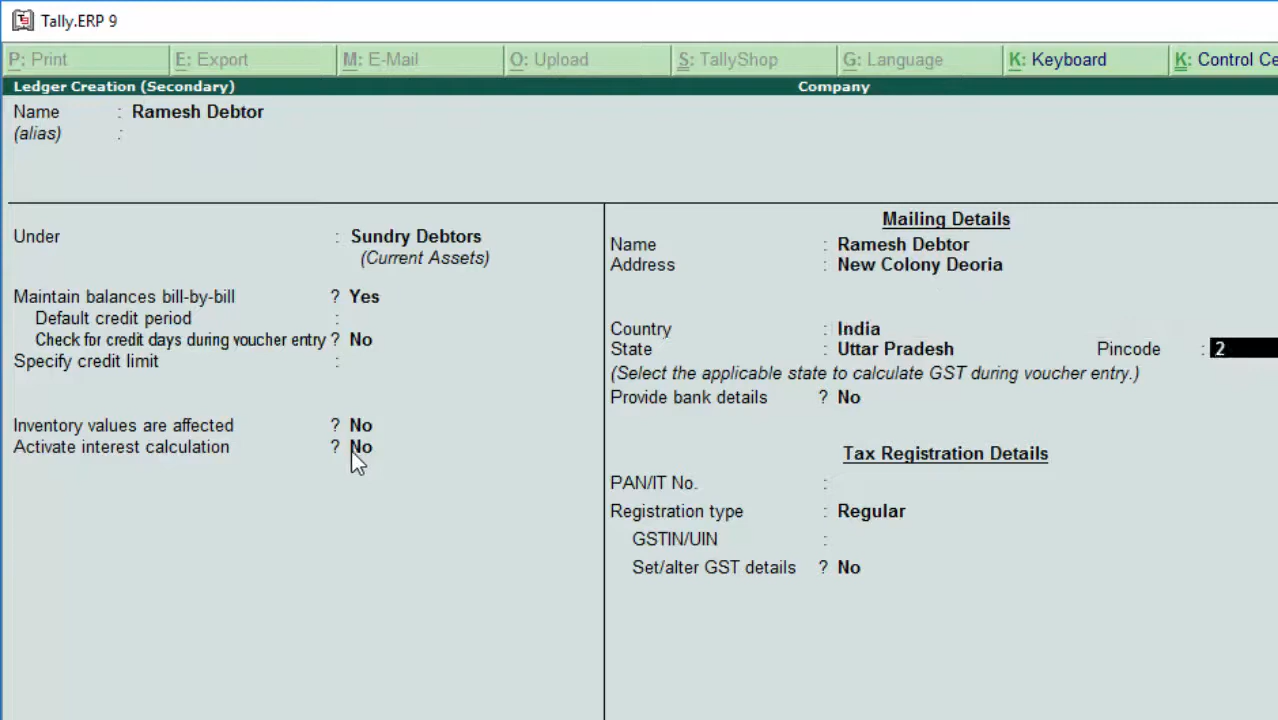 Tally.ERP 9
P: Print E: Export M: E-Mail O: Upload S: TallyShop G: Language K: Keyboard K: Control Ce
Ledger Creation (Secondary) Company
Name : Ramesh Debtor
(alias) :
Under : Sundry Debtors
(Current Assets)
Maintain balances bill-by-bill ? Yes
Default credit period :
Check for credit days during voucher entry ? No
Specify credit limit :
Inventory values are affected ? No
Activate interest calculation ? No
Mailing Details
Name : Ramesh Debtor
Address : New Colony Deoria
Country : India
State : Uttar Pradesh Pincode : 2
(Select the applicable state to calculate GST during voucher entry.)
Provide bank details ? No
Tax Registration Details
PAN/IT No. :
Registration type : Regular
GSTIN/UIN :
Set/alter GST details ? No